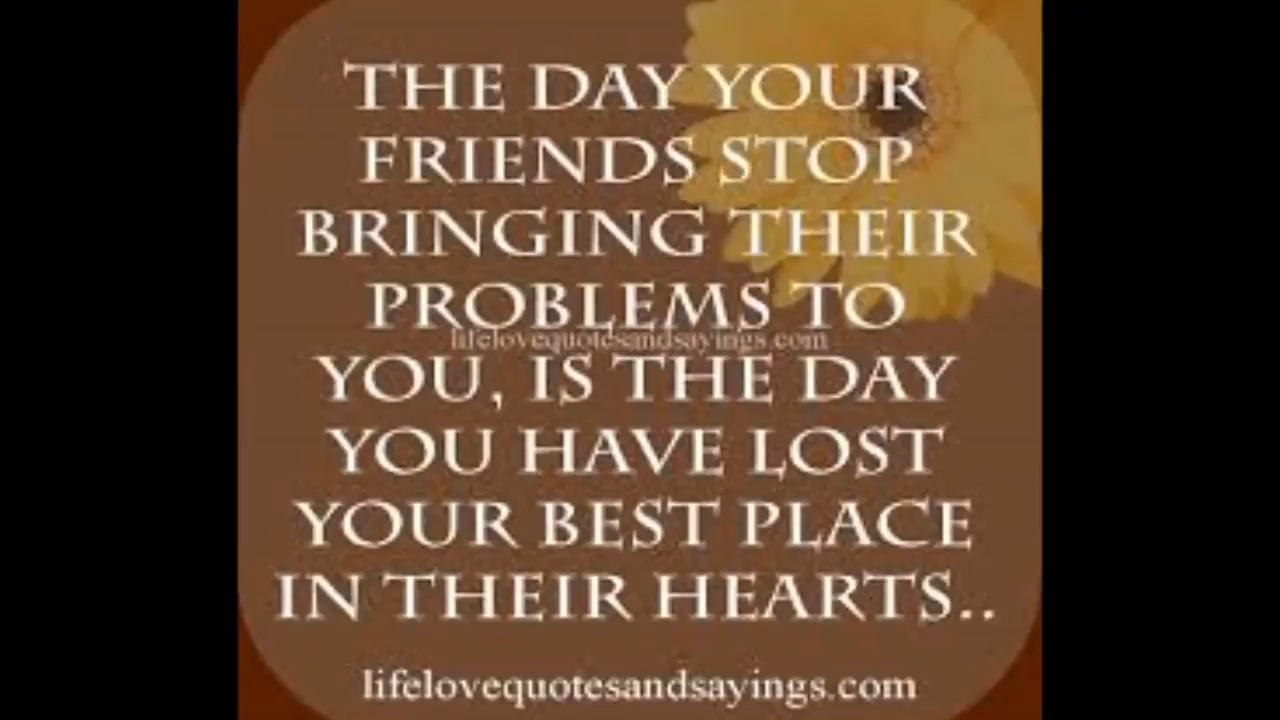 THE DAY YOUR
FRIENDS STOP
BRINGING THEIR
PROBLEMS TO
lifelovequotesandsayings.com
YOU, IS THE DAY
YOU HAVE LOST
YOUR BEST PLACE
IN THEIR HEARTS..
lifelovequotesandsayings.com